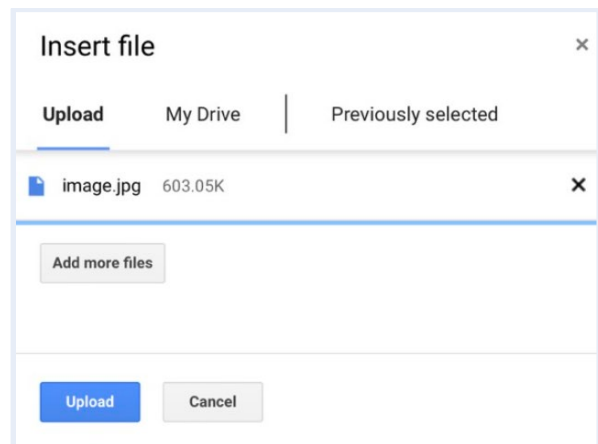 Insert file
Upload My Drive Previously selected
image.jpg 603.05K
Add more files
Upload Cancel